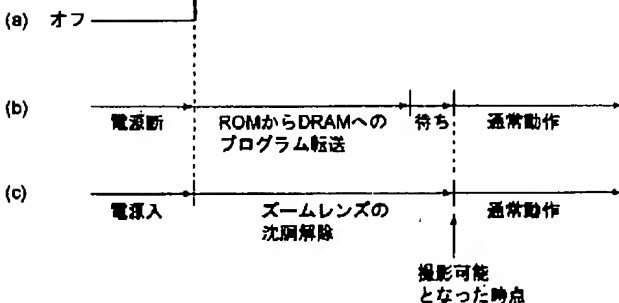 (a) オフ
(b)
電源断 ROMからDRAMへの 待ち 通常動作
プログラム転送
(c)
電源入 ズームレンズの 通常動作
沈胴解除
撮影可能
となった時点